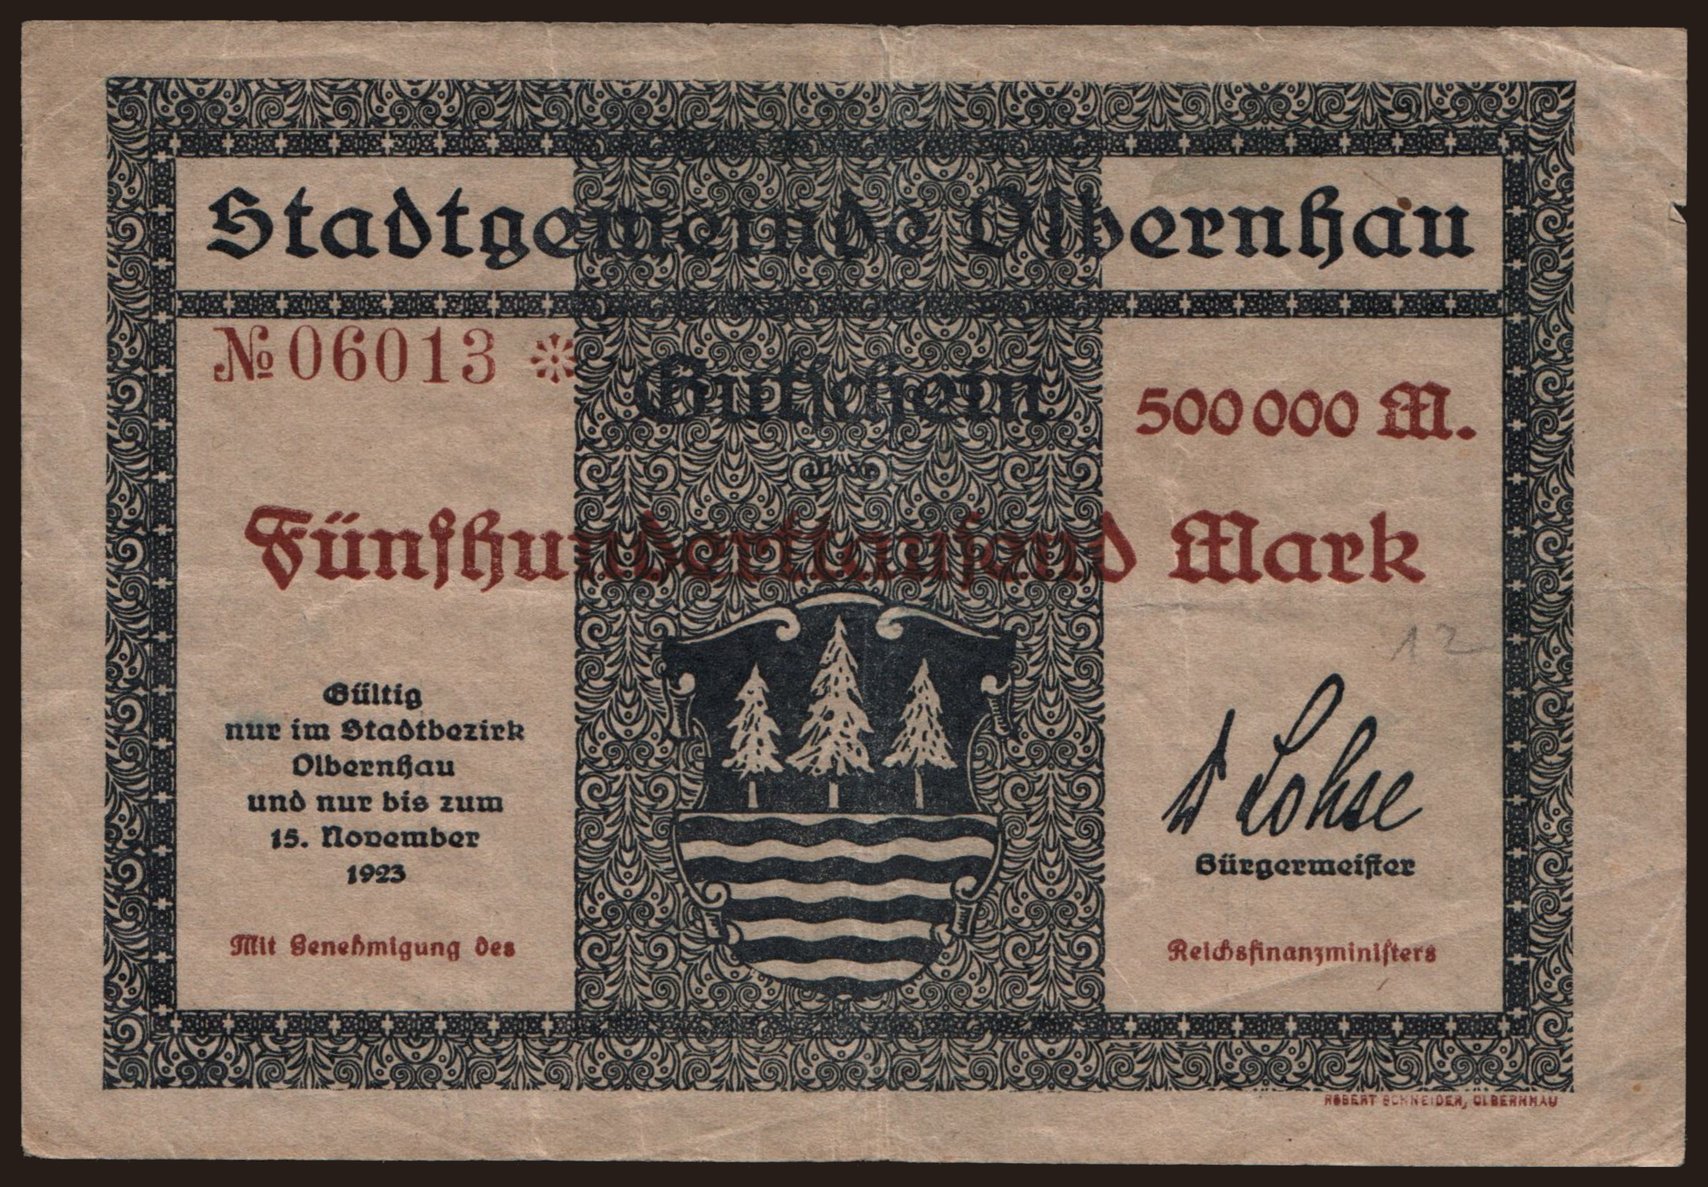 Stadtgemeinde Olbernhau
№ 06013 *
Gutschein
über
500 000 M.
Fünfhunderttausend Mark
Gültig
nur im Stadtbezirk
Olbernhau
und nur bis zum
15. November
1923
12
Dr Lohse
Bürgermeister
Mit Genehmigung des Reichsfinanzministers
ROBERT SCHNEIDER, OLBERNHAU